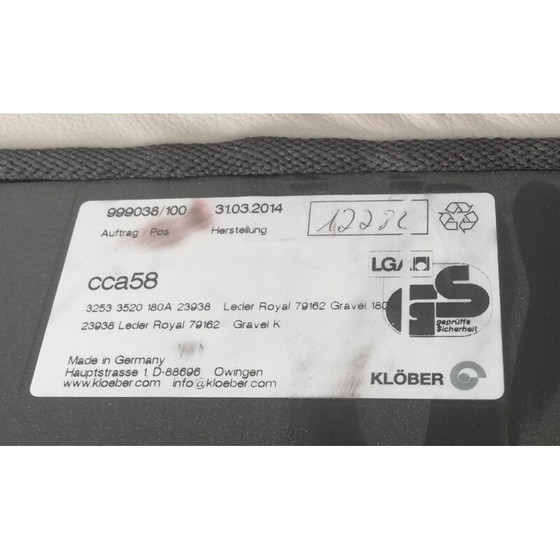 999038/100 31.03.2014
Auftrag / Pos Herstellung
cca58
LGA
GS
geprüfte
Sicherheit
3253 3520 180A 23938 Leder Royal 79162 Gravel 180
23938 Leder Royal 79162 Gravel K
Made in Germany
Hauptstrasse 1, D-88696 Owingen
www.kloeber.com info@kloeber.com
KLÖBER